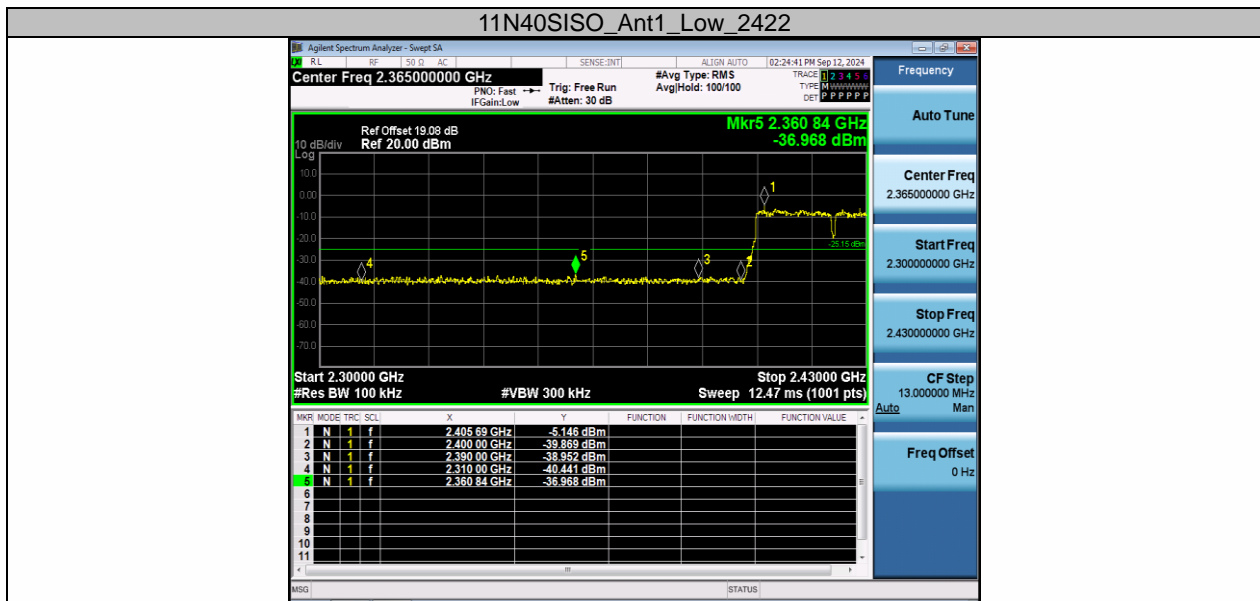 11N40SISO_Ant1_Low_2422
Agilent Spectrum Analyzer - Swept SA
RL RF 50 Ω AC SENSE:INT ALIGN AUTO 02:24:41 PM Sep 12, 2024
Center Freq 2.365000000 GHz #Avg Type: RMS TRACE 1 2 3 4 5 6
PNO: Fast Trig: Free Run Avg|Hold: 100/100 TYPE M WWWWW
IFGain:Low #Atten: 30 dB DET P P P P P P
Frequency
Auto Tune
Mkr5 2.360 84 GHz
-36.968 dBm
Ref Offset 19.08 dB
10 dB/div Ref 20.00 dBm
Log
10.0
0.00
-10.0
-20.0
-30.0
-40.0
-50.0
-60.0
-70.0
1
2
3
4
5
-25.15 dBm
Center Freq
2.365000000 GHz
Start Freq
2.300000000 GHz
Stop Freq
2.430000000 GHz
Start 2.30000 GHz Stop 2.43000 GHz
#Res BW 100 kHz #VBW 300 kHz Sweep 12.47 ms (1001 pts)
CF Step
13.000000 MHz
Auto Man
Freq Offset
0 Hz
MKR MODE TRC SCL X Y FUNCTION FUNCTION WIDTH FUNCTION VALUE
1 N 1 f 2.405 69 GHz -5.146 dBm
2 N 1 f 2.400 00 GHz -39.869 dBm
3 N 1 f 2.390 00 GHz -38.952 dBm
4 N 1 f 2.310 00 GHz -40.441 dBm
5 N 1 f 2.360 84 GHz -36.968 dBm
6
7
8
9
10
11
MSG STATUS